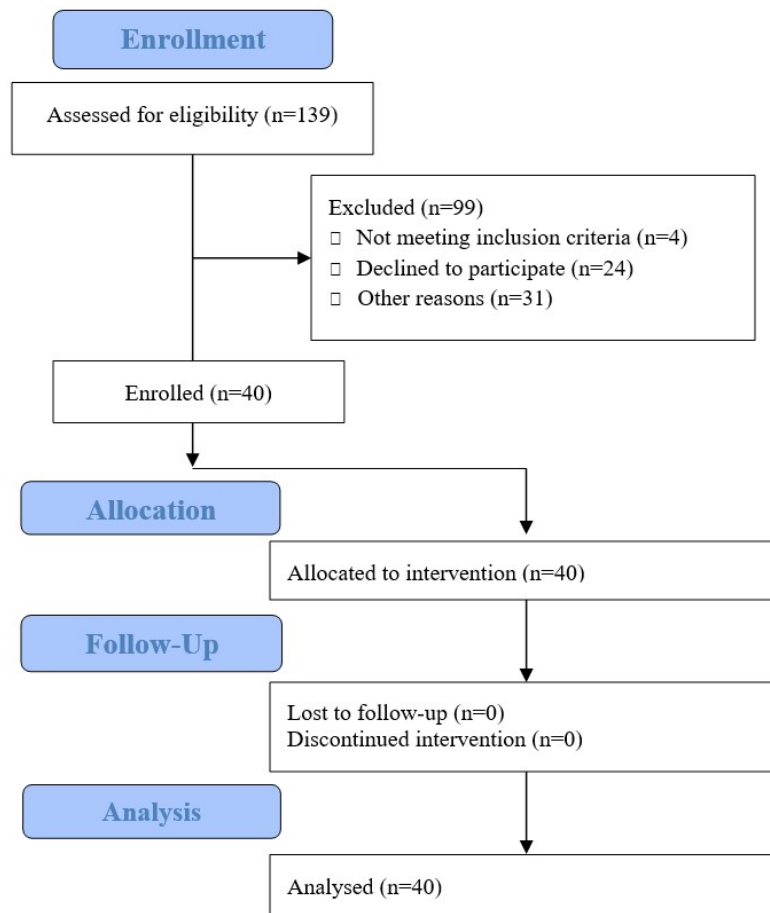 Enrollment
Assessed for eligibility (n=139)
Excluded (n=99)
Not meeting inclusion criteria (n=4)
Declined to participate (n=24)
Other reasons (n=31)
Enrolled (n=40)
Allocation
Allocated to intervention (n=40)
Follow-Up
Lost to follow-up (n=0)
Discontinued intervention (n=0)
Analysis
Analysed (n=40)